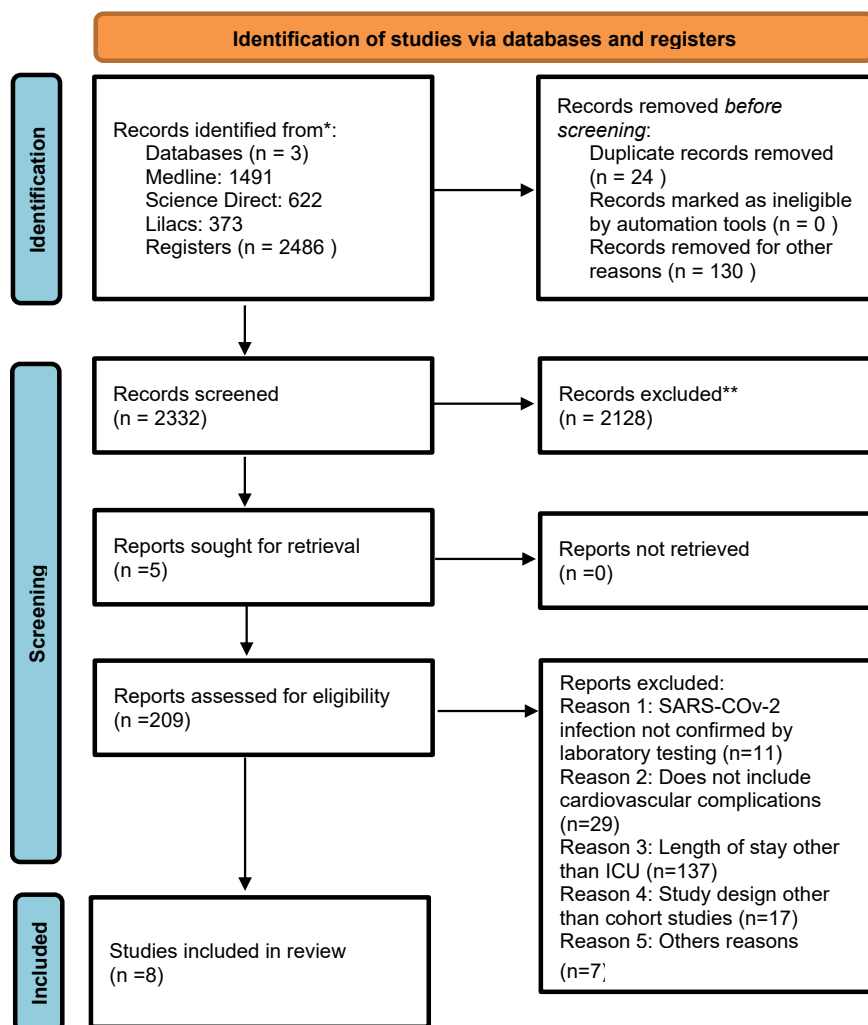 Identification of studies via databases and registers
Identification
Records identified from*:
Databases (n = 3)
Medline: 1491
Science Direct: 622
Lilacs: 373
Registers (n = 2486 )
Records removed before
screening:
Duplicate records removed
(n = 24 )
Records marked as ineligible
by automation tools (n = 0 )
Records removed for other
reasons (n = 130 )
Screening
Records screened
(n = 2332)
Records excluded**
(n = 2128)
Reports sought for retrieval
(n =5)
Reports not retrieved
(n =0)
Reports assessed for eligibility
(n =209)
Reports excluded:
Reason 1: SARS-COv-2
infection not confirmed by
laboratory testing (n=11)
Reason 2: Does not include
cardiovascular complications
(n=29)
Reason 3: Length of stay other
than ICU (n=137)
Reason 4: Study design other
than cohort studies (n=17)
Reason 5: Others reasons
(n=7)
Included
Studies included in review
(n =8)